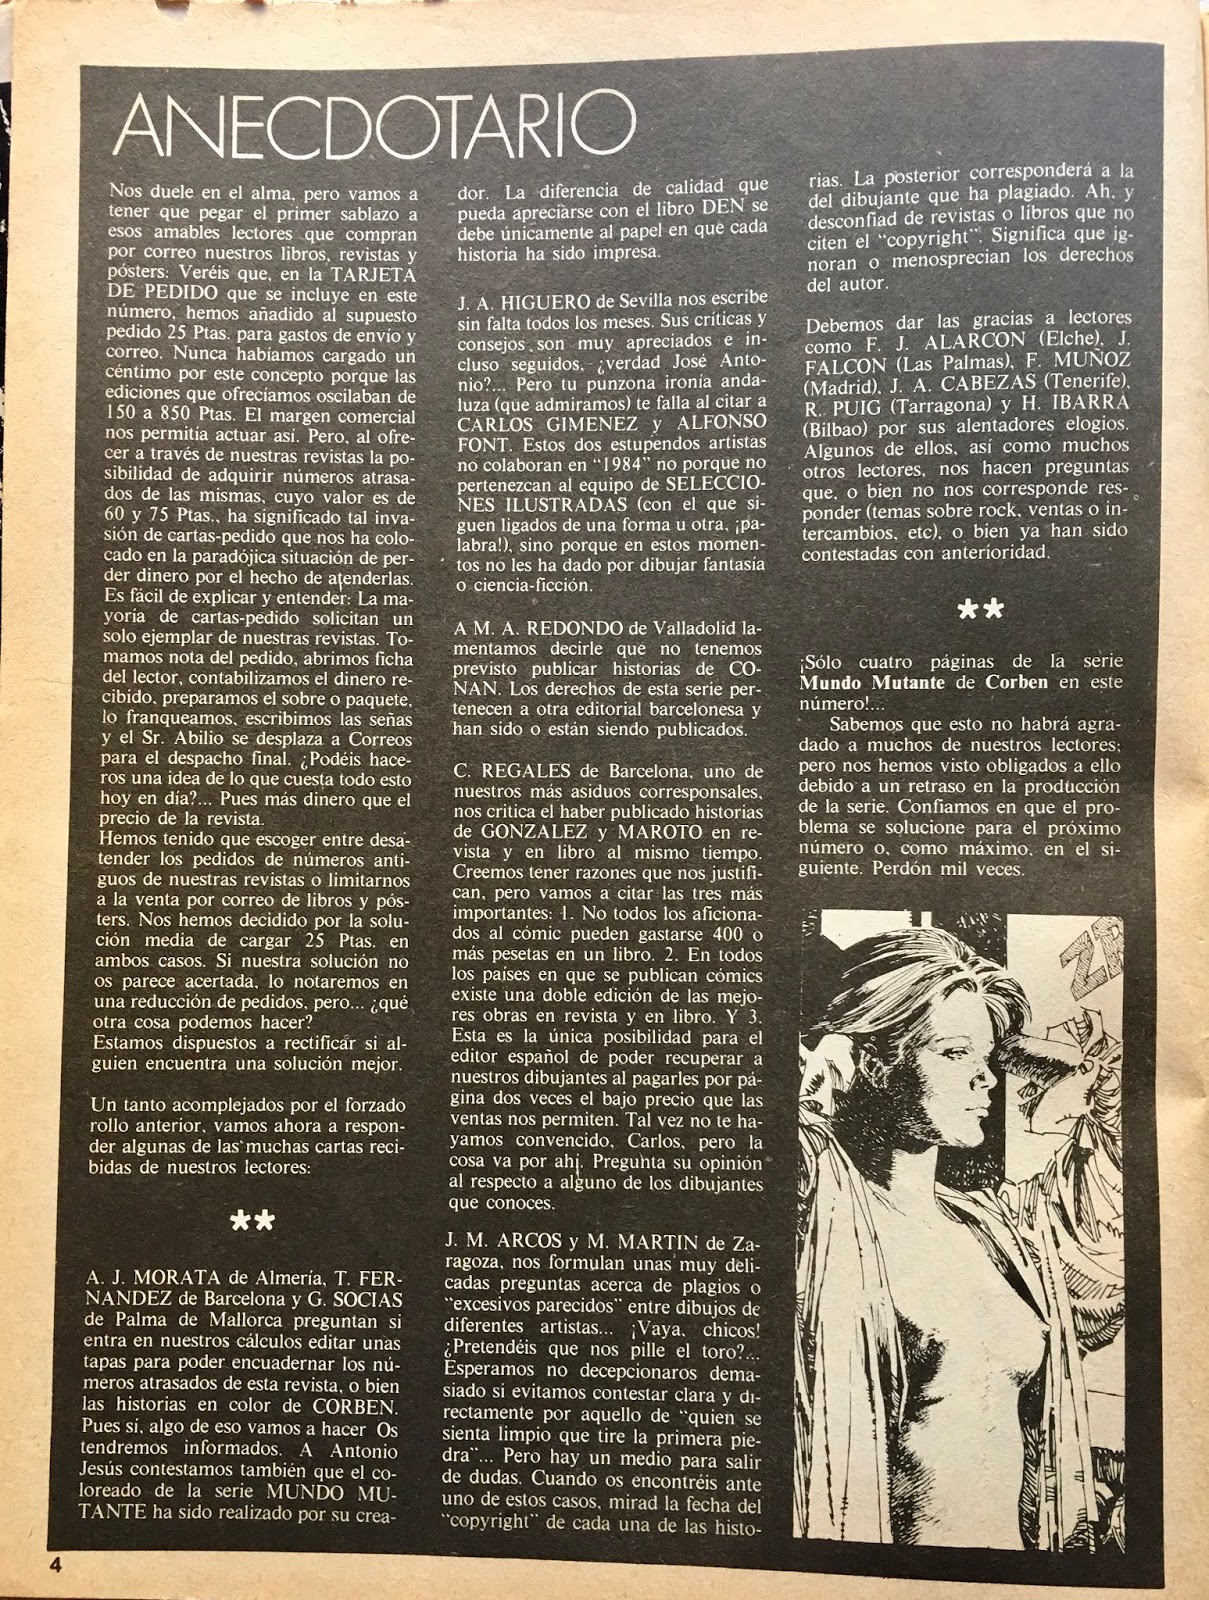 ANECDOTARIO
Nos duele en el alma, pero vamos a
tener que pegar el primer sablazo a
esos amables lectores que compran
por correo nuestros libros, revistas y
pósters: Veréis que, en la TARJETA
DE PEDIDO que se incluye en este
número, hemos añadido al supuesto
pedido 25 Ptas. para gastos de envío y
correo. Nunca habíamos cargado un
céntimo por este concepto porque las
ediciones que ofrecíamos oscilaban de
150 a 850 Ptas. El margen comercial
nos permitía actuar así. Pero, al ofre-
cer a través de nuestras revistas la po-
sibilidad de adquirir números atrasa-
dos de las mismas, cuyo valor es de
60 y 75 Ptas., ha significado tal inva-
sión de cartas-pedido que nos ha colo-
cado en la paradójica situación de per-
der dinero por el hecho de atenderlas.
Es fácil de explicar y entender: La ma-
yoría de cartas-pedido solicitan un
solo ejemplar de nuestras revistas. To-
mamos nota del pedido, abrimos ficha
del lector, contabilizamos el dinero re-
cibido, preparamos el sobre o paquete,
lo franqueamos, escribimos las señas
y el Sr. Abilio se desplaza a Correos
para el despacho final. ¿Podéis hace-
ros una idea de lo que cuesta todo esto
hoy en día?... Pues más dinero que el
precio de la revista.
Hemos tenido que escoger entre desa-
tender los pedidos de números anti-
guos de nuestras revistas o limitarnos
a la venta por correo de libros y pós-
ters. Nos hemos decidido por la solu-
ción media de cargar 25 Ptas. en
ambos casos. Si nuestra solución no
os parece acertada, lo notaremos en
una reducción de pedidos, pero... ¿qué
otra cosa podemos hacer?
Estamos dispuestos a rectificar si al-
guien encuentra una solución mejor.
Un tanto acomplejados por el forzado
rollo anterior, vamos ahora a respon-
der algunas de las muchas cartas reci-
bidas de nuestros lectores:
**
A. J. MORATA de Almería, T. FER-
NANDEZ de Barcelona y G. SOCIAS
de Palma de Mallorca preguntan si
entra en nuestros cálculos editar unas
tapas para poder encuadernar los nú-
meros atrasados de esta revista, o bien
las historias en color de CORBEN.
Pues sí, algo de eso vamos a hacer Os
tendremos informados. A Antonio
Jesús contestamos también que el co-
loreado de la serie MUNDO MU-
TANTE ha sido realizado por su crea-
dor. La diferencia de calidad que
pueda apreciarse con el libro DEN se
debe únicamente al papel en que cada
historia ha sido impresa.
J. A. HIGUERO de Sevilla nos escribe
sin falta todos los meses. Sus críticas y
consejos son muy apreciados e in-
cluso seguidos, ¿verdad José Anto-
nio?... Pero tu punzona ironía anda-
luza (que admiramos) te falla al citar a
CARLOS GIMENEZ y ALFONSO
FONT. Estos dos estupendos artistas
no colaboran en "1984" no porque no
pertenezcan al equipo de SELECCIO-
NES ILUSTRADAS (con el que si-
guen ligados de una forma u otra, ¡pa-
labra!), sino porque en estos momen-
tos no les ha dado por dibujar fantasía
o ciencia-ficción.
A M. A. REDONDO de Valladolid la-
mentamos decirle que no tenemos
previsto publicar historias de CO-
NAN. Los derechos de esta serie per-
tenecen a otra editorial barcelonesa y
han sido o están siendo publicados.
C. REGALES de Barcelona, uno de
nuestros más asiduos corresponsales,
nos critica el haber publicado historias
de GONZALEZ y MAROTO en re-
vista y en libro al mismo tiempo.
Creemos tener razones que nos justifi-
can, pero vamos a citar las tres más
importantes: 1. No todos los aficiona-
dos al cómic pueden gastarse 400 o
más pesetas en un libro. 2. En todos
los países en que se publican cómics
existe una doble edición de las mejo-
res obras en revista y en libro. Y 3.
Esta es la única posibilidad para el
editor español de poder recuperar a
nuestros dibujantes al pagarles por pá-
gina dos veces el bajo precio que las
ventas nos permiten. Tal vez no te ha-
yamos convencido, Carlos, pero la
cosa va por ahí. Pregunta su opinión
al respecto a alguno de los dibujantes
que conoces.
J. M. ARCOS y M. MARTIN de Za-
ragoza, nos formulan unas muy deli-
cadas preguntas acerca de plagios o
"excesivos parecidos" entre dibujos de
diferentes artistas... ¡Vaya, chicos!
¿Pretendéis que nos pille el toro?...
Esperamos no decepcionaros dema-
siado si evitamos contestar clara y di-
rectamente por aquello de "quien se
sienta limpio que tire la primera pie-
dra"... Pero hay un medio para salir
de dudas. Cuando os encontréis ante
uno de estos casos, mirad la fecha del
"copyright" de cada una de las histo-
rias. La posterior corresponderá a la
del dibujante que ha plagiado. Ah, y
desconfiad de revistas o libros que no
citen el "copyright". Significa que ig-
noran o menosprecian los derechos
del autor.
Debemos dar las gracias a lectores
como F. J. ALARCON (Elche), J.
FALCON (Las Palmas), F. MUÑOZ
(Madrid), J. A. CABEZAS (Tenerife),
R. PUIG (Tarragona) y H. IBARRA
(Bilbao) por sus alentadores elogios.
Algunos de ellos, así como muchos
otros lectores, nos hacen preguntas
que, o bien no nos corresponde res-
ponder (temas sobre rock, ventas o in-
tercambios, etc), o bien ya han sido
contestadas con anterioridad.
**
¡Sólo cuatro páginas de la serie
Mundo Mutante de Corben en este
número!...
Sabemos que esto no habrá agra-
dado a muchos de nuestros lectores;
pero nos hemos visto obligados a ello
debido a un retraso en la producción
de la serie. Confiamos en que el pro-
blema se solucione para el próximo
número o, como máximo, en el si-
guiente. Perdón mil veces.
4